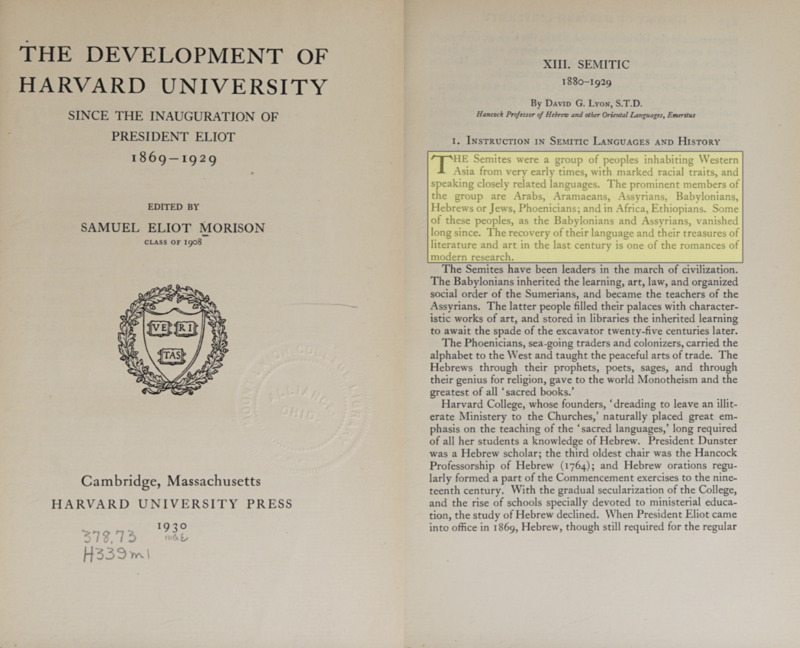 THE DEVELOPMENT OF
HARVARD UNIVERSITY
SINCE THE INAUGURATION OF
PRESIDENT ELIOT
1869–1929
EDITED BY
SAMUEL ELIOT MORISON
CLASS OF 1908
VE RI
TAS
ALLIANCE
OHIO
Cambridge, Massachusetts
HARVARD UNIVERSITY PRESS
1930
378.73
H339m1
XIII. SEMITIC
1880–1929
By David G. Lyon, S.T.D.
Hancock Professor of Hebrew and other Oriental Languages, Emeritus
1. Instruction in Semitic Languages and History
THE Semites were a group of peoples inhabiting Western
Asia from very early times, with marked racial traits, and
speaking closely related languages. The prominent members of
the group are Arabs, Aramaeans, Assyrians, Babylonians,
Hebrews or Jews, Phoenicians; and in Africa, Ethiopians. Some
of these peoples, as the Babylonians and Assyrians, vanished
long since. The recovery of their language and their treasures of
literature and art in the last century is one of the romances of
modern research.
The Semites have been leaders in the march of civilization.
The Babylonians inherited the learning, art, law, and organized
social order of the Sumerians, and became the teachers of the
Assyrians. The latter people filled their palaces with character-
istic works of art, and stored in libraries the inherited learning
to await the spade of the excavator twenty-five centuries later.
The Phoenicians, sea-going traders and colonizers, carried the
alphabet to the West and taught the peaceful arts of trade. The
Hebrews through their prophets, poets, sages, and through
their genius for religion, gave to the world Monotheism and the
greatest of all ‘sacred books.’
Harvard College, whose founders, ‘dreading to leave an illit-
erate Ministery to the Churches,’ naturally placed great em-
phasis on the teaching of the ‘sacred languages,’ long required
of all her students a knowledge of Hebrew. President Dunster
was a Hebrew scholar; the third oldest chair was the Hancock
Professorship of Hebrew (1764); and Hebrew orations regu-
larly formed a part of the Commencement exercises to the nine-
teenth century. With the gradual secularization of the College,
and the rise of schools specially devoted to ministerial educa-
tion, the study of Hebrew declined. When President Eliot came
into office in 1869, Hebrew, though still required for the regular